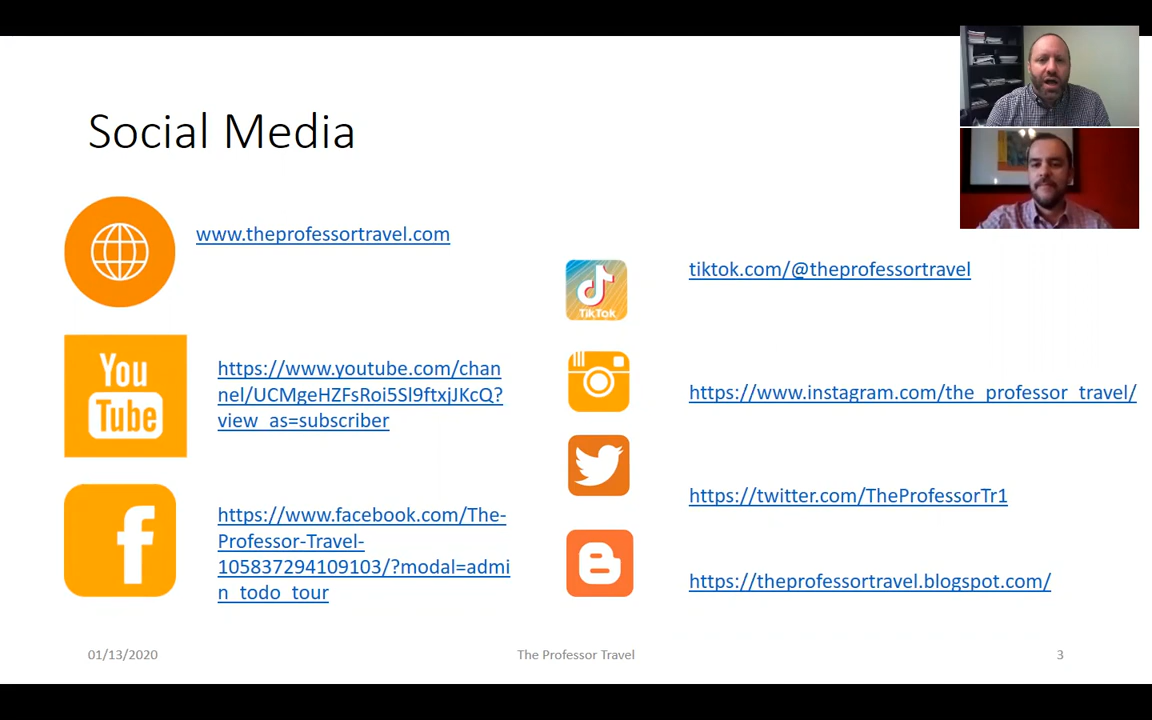 Social Media
www.theprofessortravel.com
You
Tube
https://www.youtube.com/chan
nel/UCMgeHZFsRoi5Sl9ftxjJKcQ?
view_as=subscriber
f
https://www.facebook.com/The-
Professor-Travel-
105837294109103/?modal=admi
n_todo_tour
TikTok
tiktok.com/@theprofessortravel
https://www.instagram.com/the_professor_travel/
https://twitter.com/TheProfessorTr1
https://theprofessortravel.blogspot.com/
01/13/2020
The Professor Travel
3